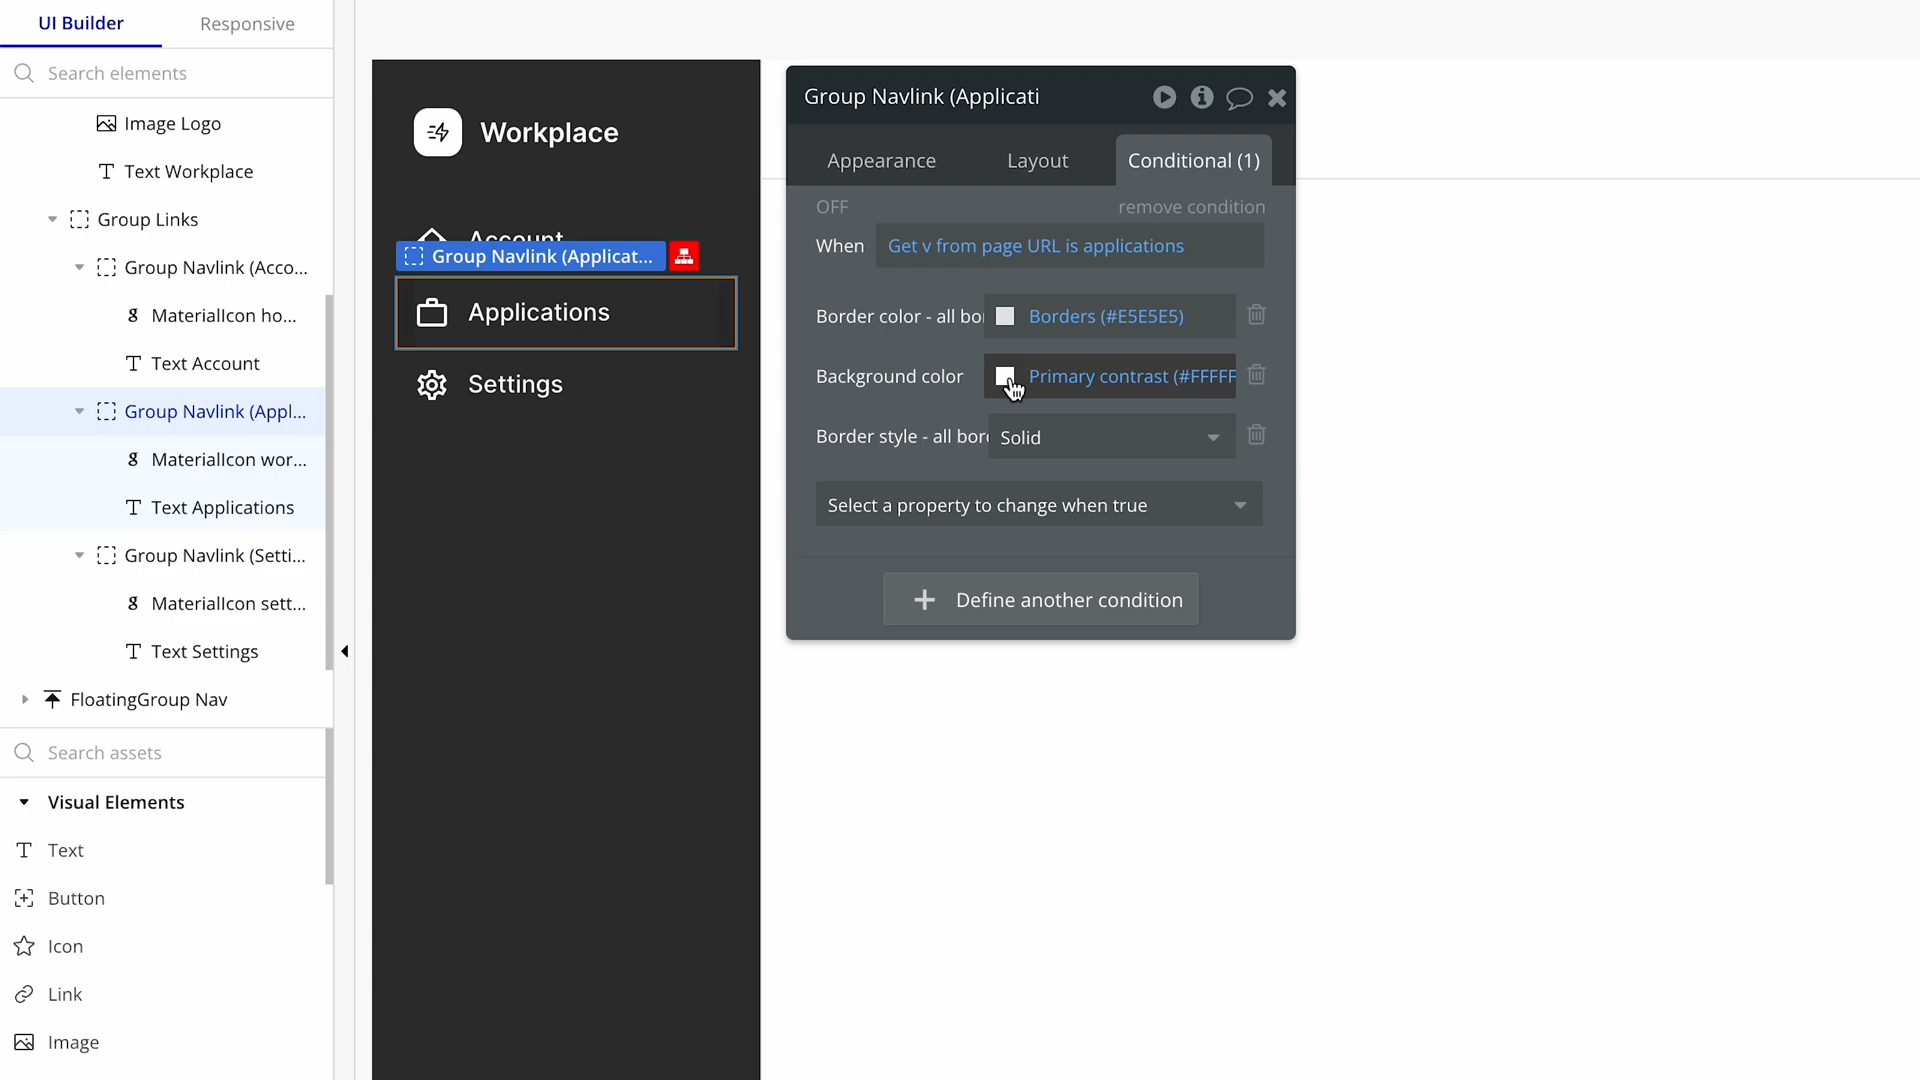 UI Builder
Responsive
Search elements
Image Logo
Text Workplace
Group Links
Group Navlink (Acco...
MaterialIcon ho...
Text Account
Group Navlink (Appl...
MaterialIcon wor...
Text Applications
Group Navlink (Setti...
MaterialIcon sett...
Text Settings
FloatingGroup Nav
Search assets
Visual Elements
Text
Button
Icon
Link
Image
Workplace
Account
Group Navlink (Applicat...
Applications
Settings
Group Navlink (Applicati
Appearance
Layout
Conditional (1)
OFF
remove condition
When
Get v from page URL is applications
Border color - all bo
Borders (#E5E5E5)
Background color
Primary contrast (#FFFFF
Border style - all bor
Solid
Select a property to change when true
Define another condition